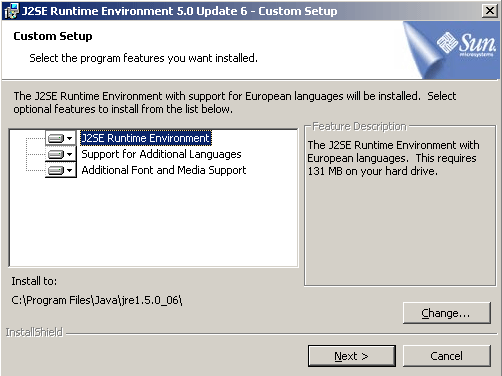 J2SE Runtime Environment 5.0 Update 6 - Custom Setup
Custom Setup
Select the program features you want installed.
Sun
microsystems
The J2SE Runtime Environment with support for European languages will be installed. Select
optional features to install from the list below.
J2SE Runtime Environment
Support for Additional Languages
Additional Font and Media Support
Feature Description
The J2SE Runtime Environment with
European languages. This requires
131 MB on your hard drive.
Install to:
C:\Program Files\Java\jre1.5.0_06\
Change...
InstallShield
Next >
Cancel